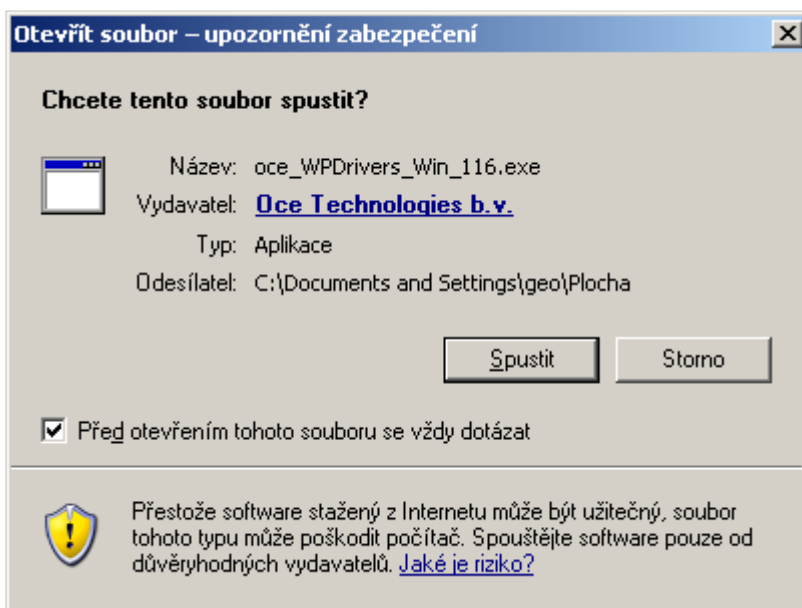 Otevřít soubor – upozornění zabezpečení
Chcete tento soubor spustit?
Název: oce_WPDrivers_Win_116.exe
Vydavatel: Oce Technologies b.v.
Typ: Aplikace
Odesílatel: C:\Documents and Settings\geo\Plocha
Spustit Storno
Před otevřením tohoto souboru se vždy dotázat
Přestože software stažený z Internetu může být užitečný, soubor
tohoto typu může poškodit počítač. Spouštějte software pouze od
důvěryhodných vydavatelů. Jaké je riziko?